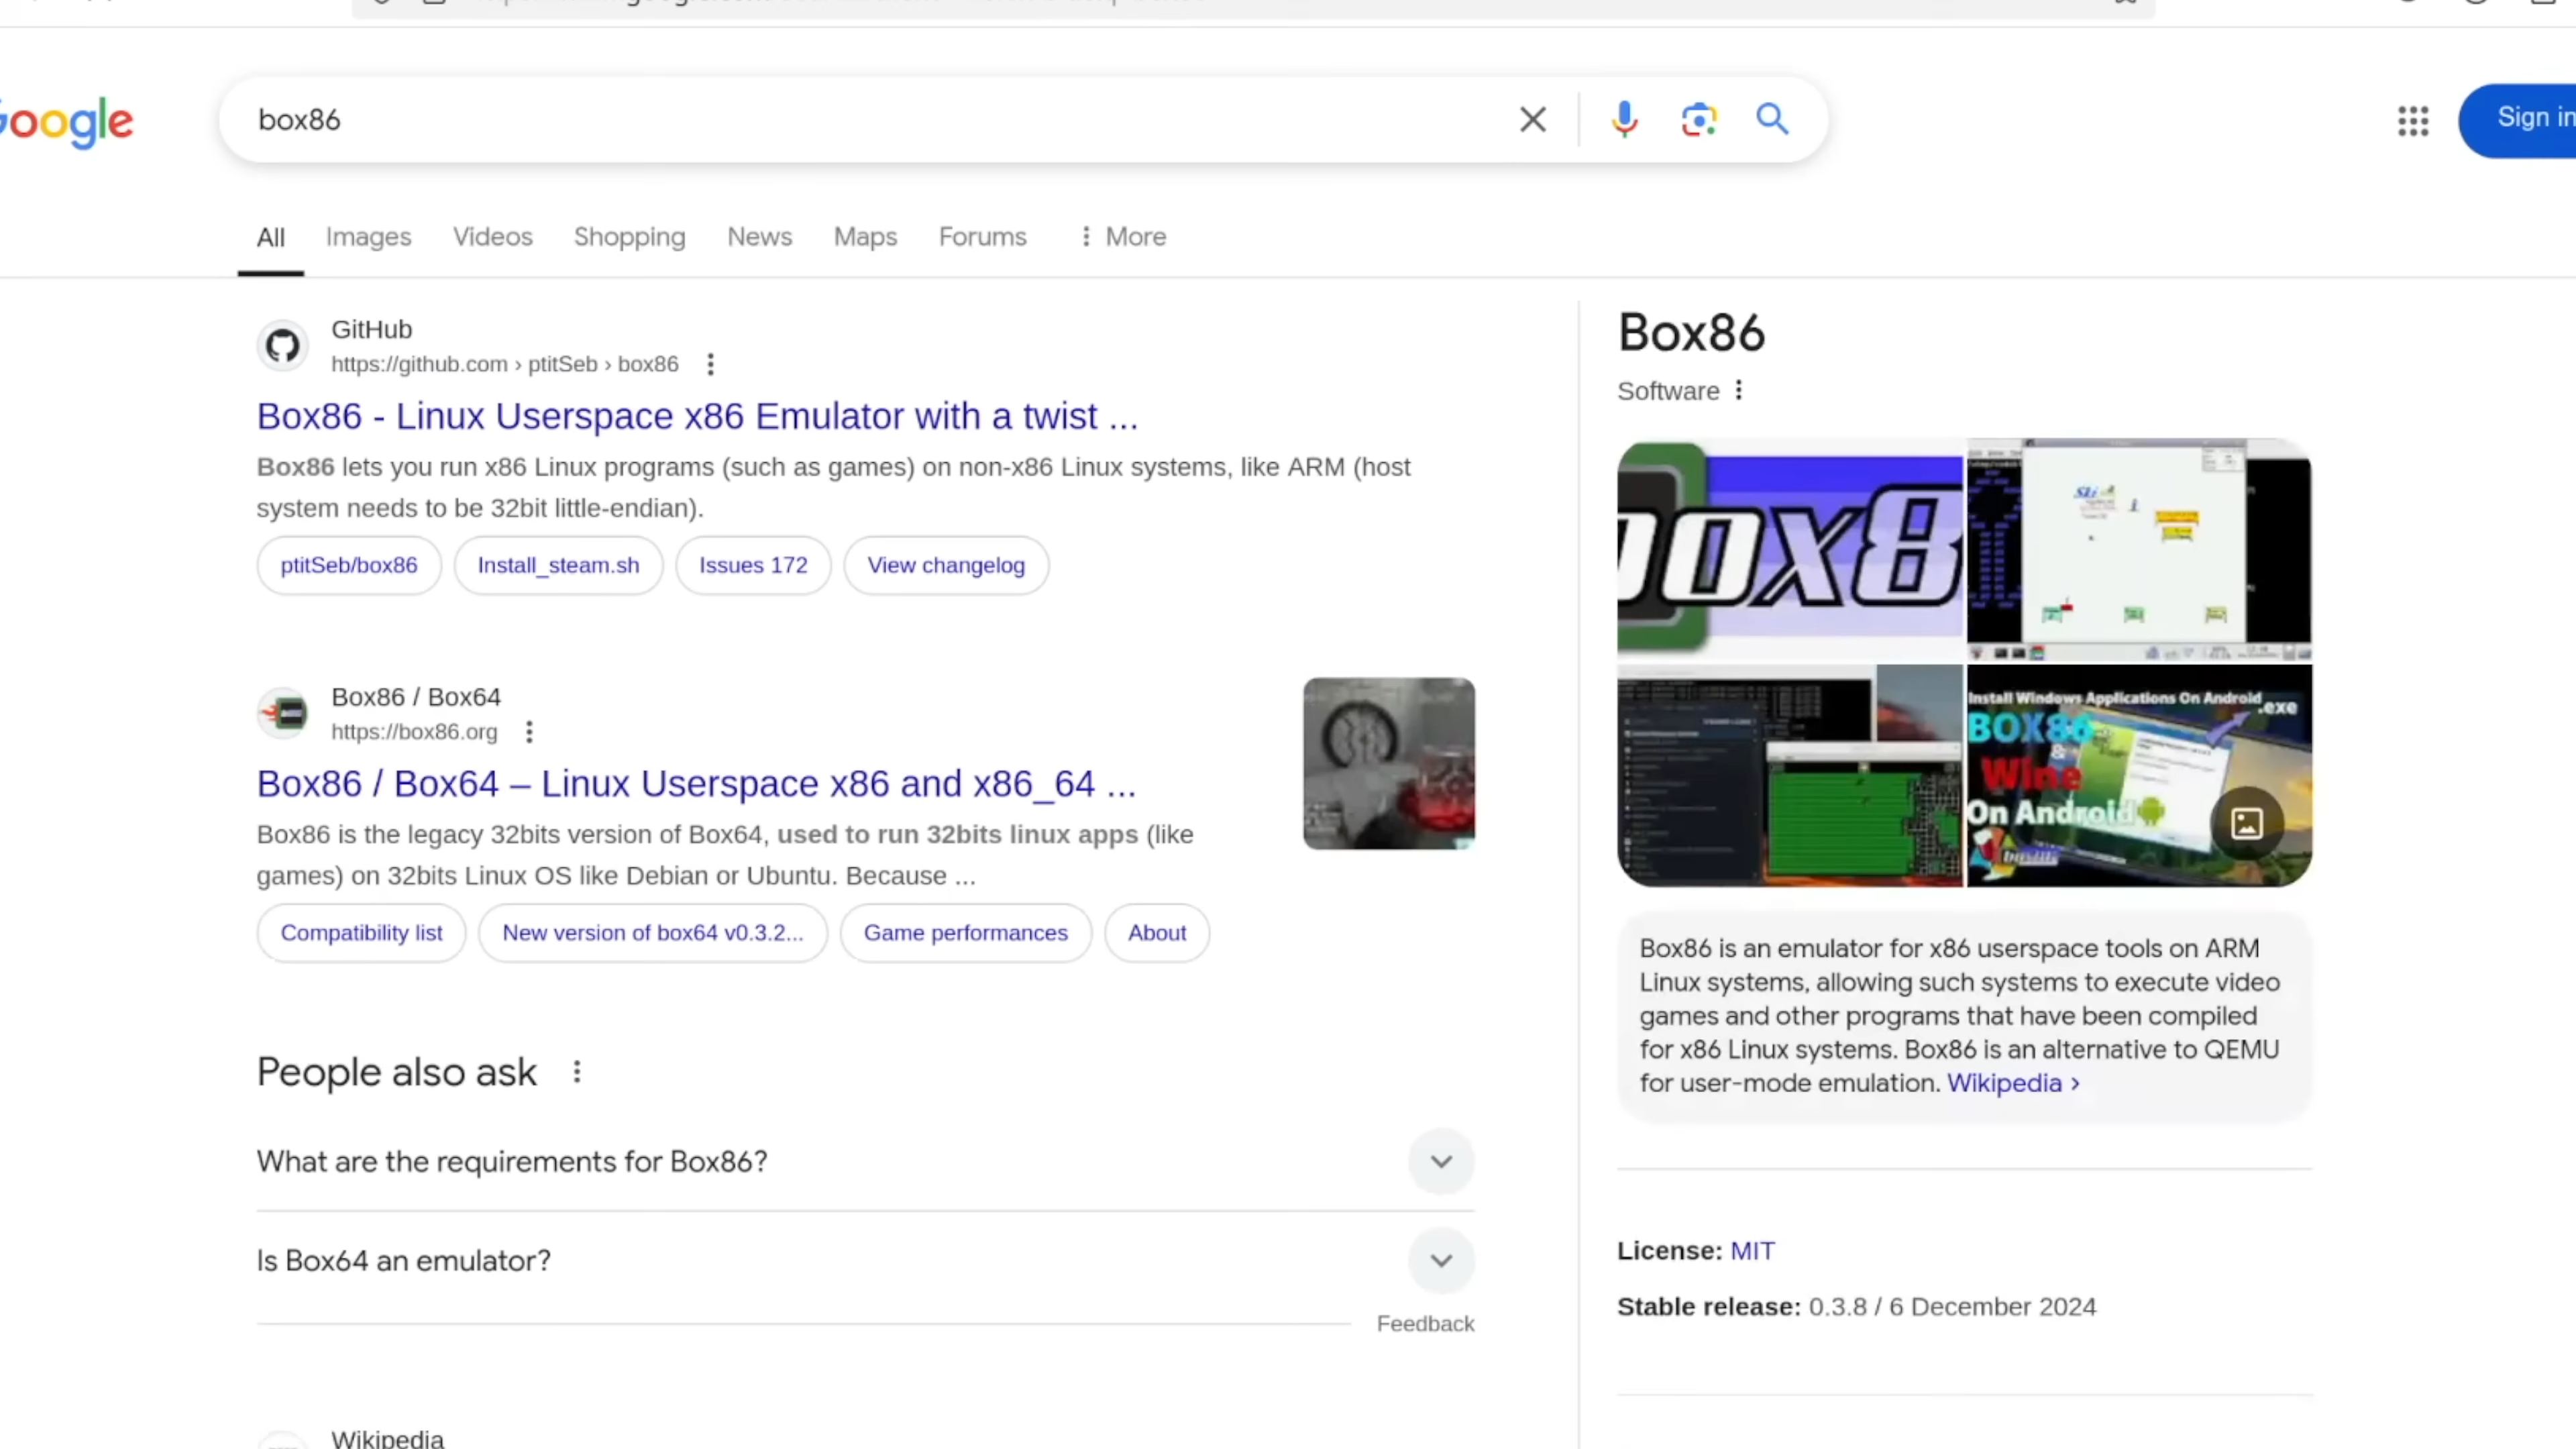 Google
box86
Sign in
All Images Videos Shopping News Maps Forums More
GitHub
https://github.com › ptitSeb › box86
Box86 - Linux Userspace x86 Emulator with a twist ...
Box86 lets you run x86 Linux programs (such as games) on non-x86 Linux systems, like ARM (host
system needs to be 32bit little-endian).
ptitSeb/box86 Install_steam.sh Issues 172 View changelog
Box86 / Box64
https://box86.org
Box86 / Box64 – Linux Userspace x86 and x86_64 ...
Box86 is the legacy 32bits version of Box64, used to run 32bits linux apps (like
games) on 32bits Linux OS like Debian or Ubuntu. Because ...
Compatibility list New version of box64 v0.3.2... Game performances About
People also ask
What are the requirements for Box86?
Is Box64 an emulator?
Feedback
Wikipedia
Box86
Software
box8
Install Windows Applications On Android
.exe
BOX86
&
Wine
On Android
Box86 is an emulator for x86 userspace tools on ARM
Linux systems, allowing such systems to execute video
games and other programs that have been compiled
for x86 Linux systems. Box86 is an alternative to QEMU
for user-mode emulation. Wikipedia ›
License: MIT
Stable release: 0.3.8 / 6 December 2024